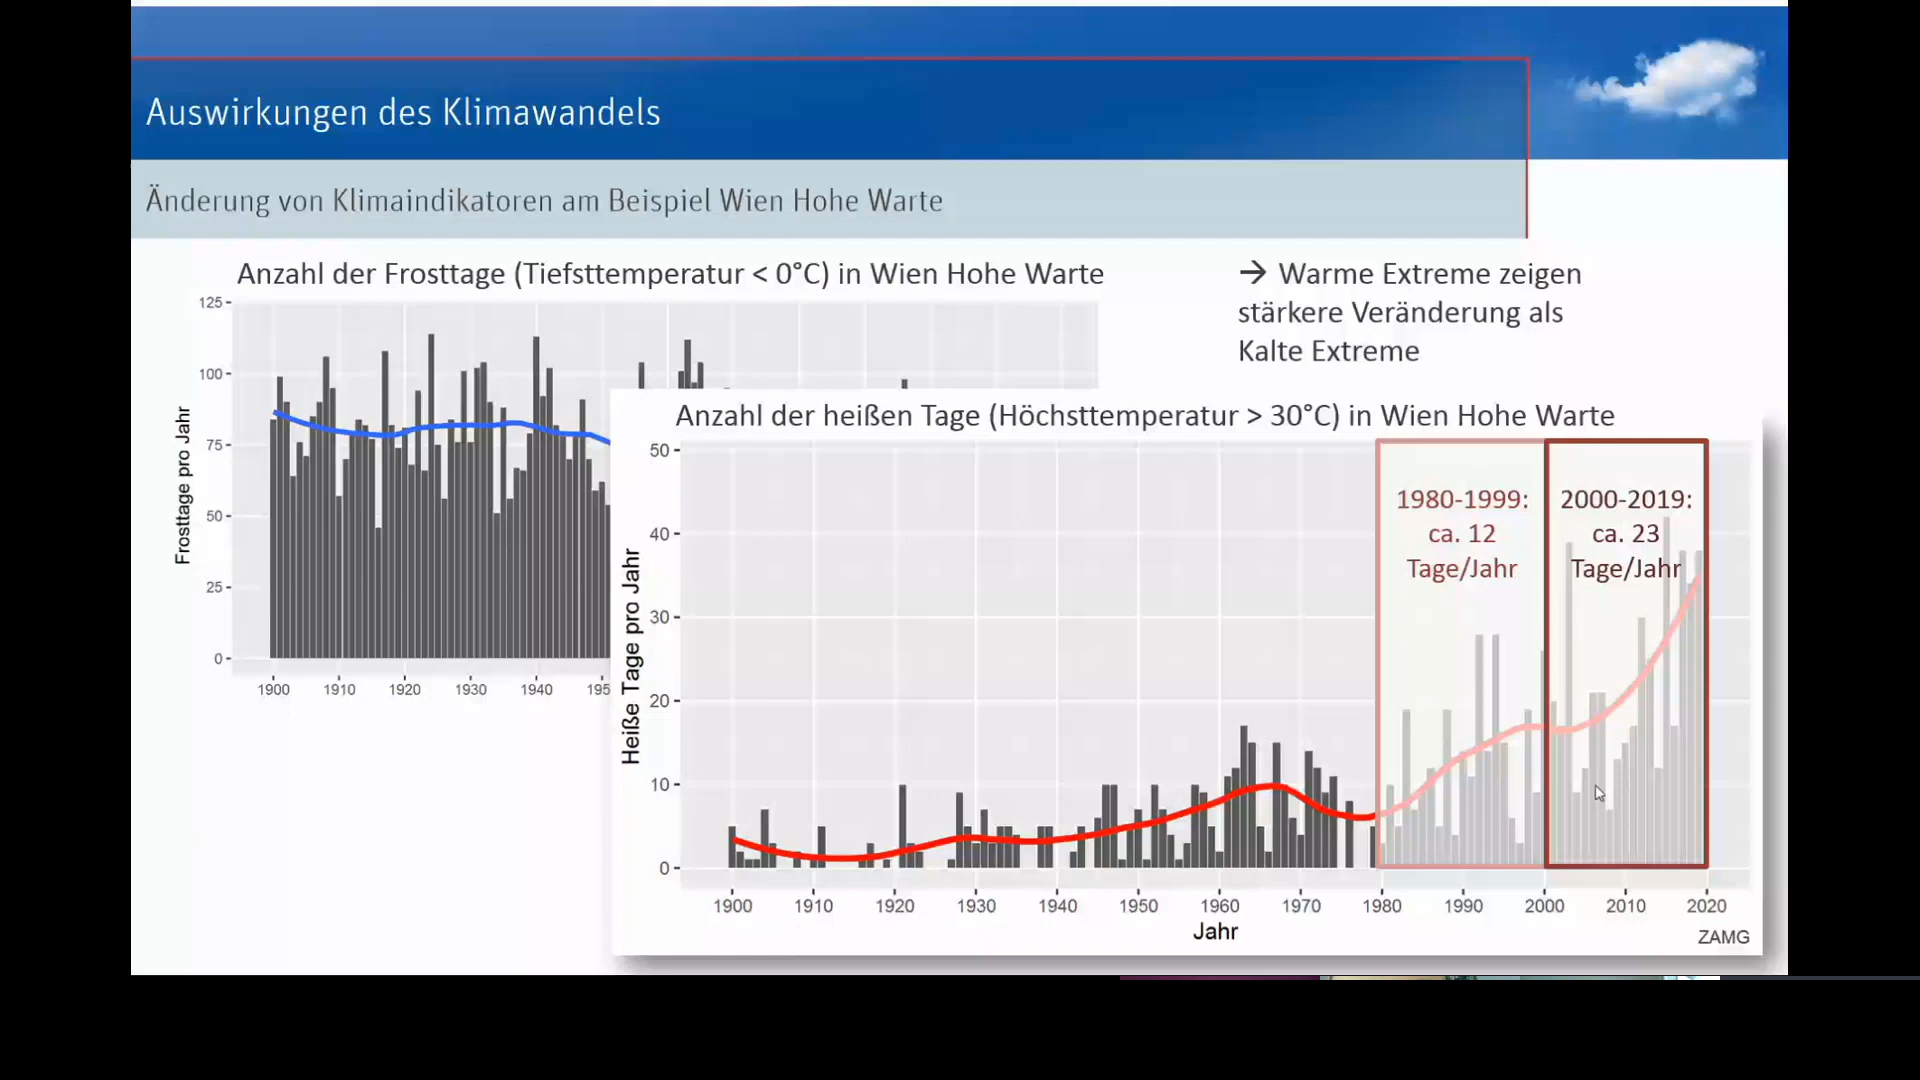 Auswirkungen des Klimawandels
Änderung von Klimaindikatoren am Beispiel Wien Hohe Warte
Anzahl der Frosttage (Tiefsttemperatur < 0°C) in Wien Hohe Warte
→ Warme Extreme zeigen
stärkere Veränderung als
Kalte Extreme
125
100
75
50
25
0
Frosttage pro Jahr
1900 1910 1920 1930 1940 195
Anzahl der heißen Tage (Höchsttemperatur > 30°C) in Wien Hohe Warte
50
40
30
20
10
0
Heiße Tage pro Jahr
1980-1999:
ca. 12
Tage/Jahr
2000-2019:
ca. 23
Tage/Jahr
1900 1910 1920 1930 1940 1950 1960 1970 1980 1990 2000 2010 2020
Jahr
ZAMG